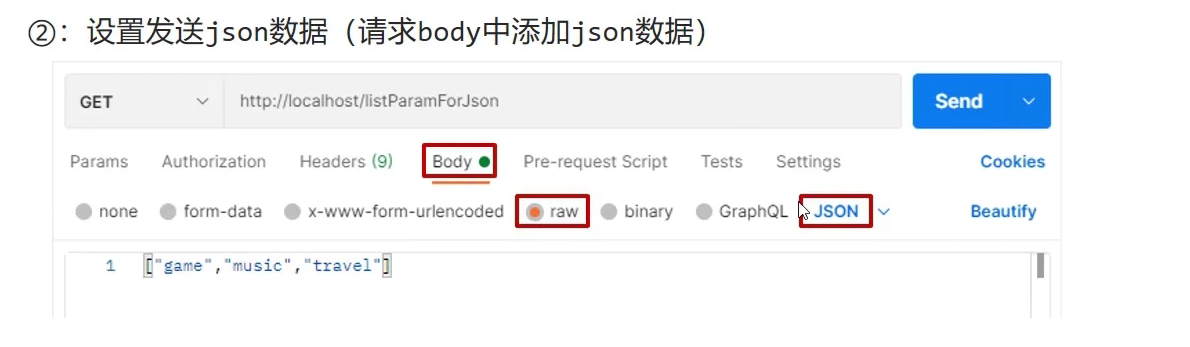 ②：设置发送json数据（请求body中添加json数据）
GET http://localhost/listParamForJson Send
Params Authorization Headers (9) Body Pre-request Script Tests Settings Cookies
none form-data x-www-form-urlencoded raw binary GraphQL JSON Beautify
1 ["game","music","travel"]